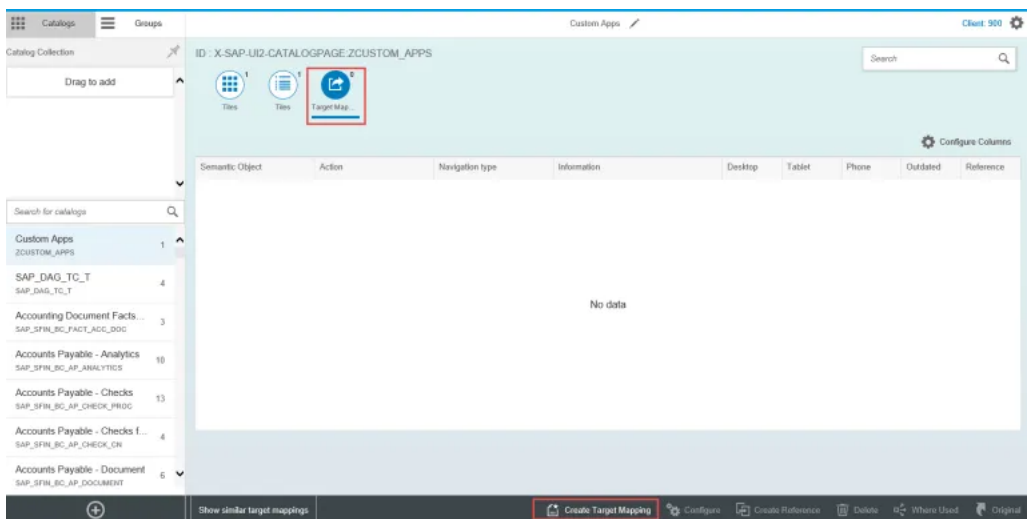 Catalogs
Groups
Custom Apps
Client: 900
Catalog Collection
Drag to add
ID : X-SAP-UI2-CATALOGPAGE:ZCUSTOM_APPS
Search
1
1
0
Tiles
Tiles
Target Map...
Configure Columns
Semantic Object Action Navigation type Information Desktop Tablet Phone Outdated Reference
No data
Search for catalogs
Custom Apps 1
ZCUSTOM_APPS
SAP_DAG_TC_T 4
SAP_DAG_TC_T
Accounting Document Facts... 3
SAP_SFIN_BC_FACT_ACC_DOC
Accounts Payable - Analytics 10
SAP_SFIN_BC_AP_ANALYTICS
Accounts Payable - Checks 13
SAP_SFIN_BC_AP_CHECK_PROC
Accounts Payable - Checks f... 4
SAP_SFIN_BC_AP_CHECK_CN
Accounts Payable - Document 6
SAP_SFIN_BC_AP_DOCUMENT
Show similar target mappings
Create Target Mapping
Configure
Create Reference
Delete
Where Used
Original